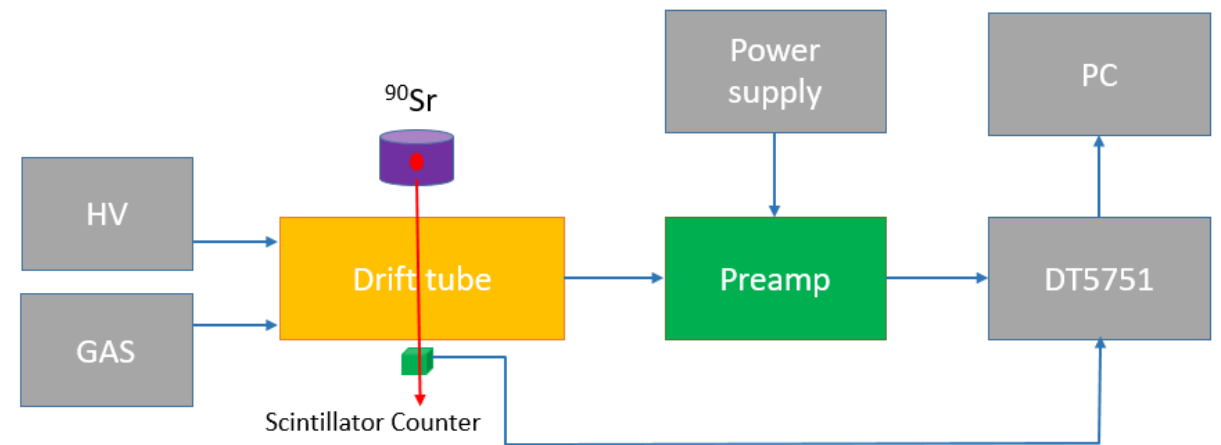 ⁹⁰Sr
Power
supply
PC
HV
Drift tube
Preamp
DT5751
GAS
Scintillator Counter